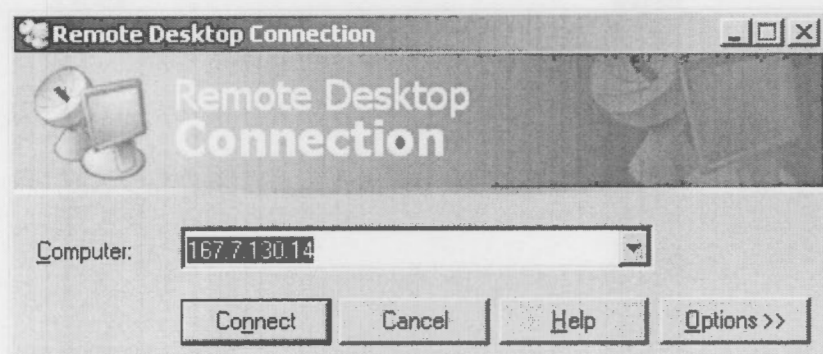 Remote Desktop Connection
Remote Desktop
Connection
Computer:
167.7.130.14
Connect Cancel Help Options >>